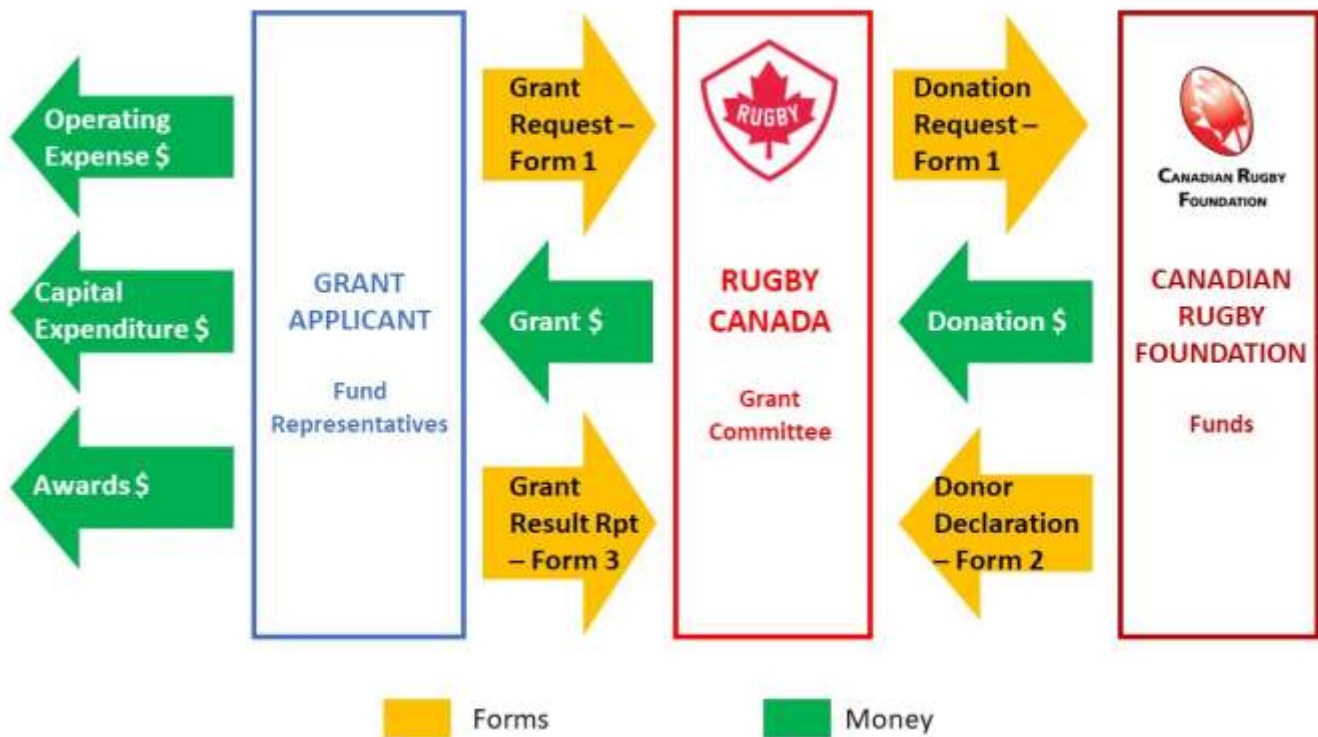 Operating
Expense $
Capital
Expenditure $
Awards $
GRANT
APPLICANT
Fund
Representatives
Grant
Request –
Form 1
Grant $
Grant
Result Rpt
– Form 3
RUGBY
RUGBY
CANADA
Grant
Committee
Donation
Request –
Form 1
Donation $
Donor
Declaration
– Form 2
CANADIAN RUGBY
FOUNDATION
CANADIAN
RUGBY
FOUNDATION
Funds
Forms
Money